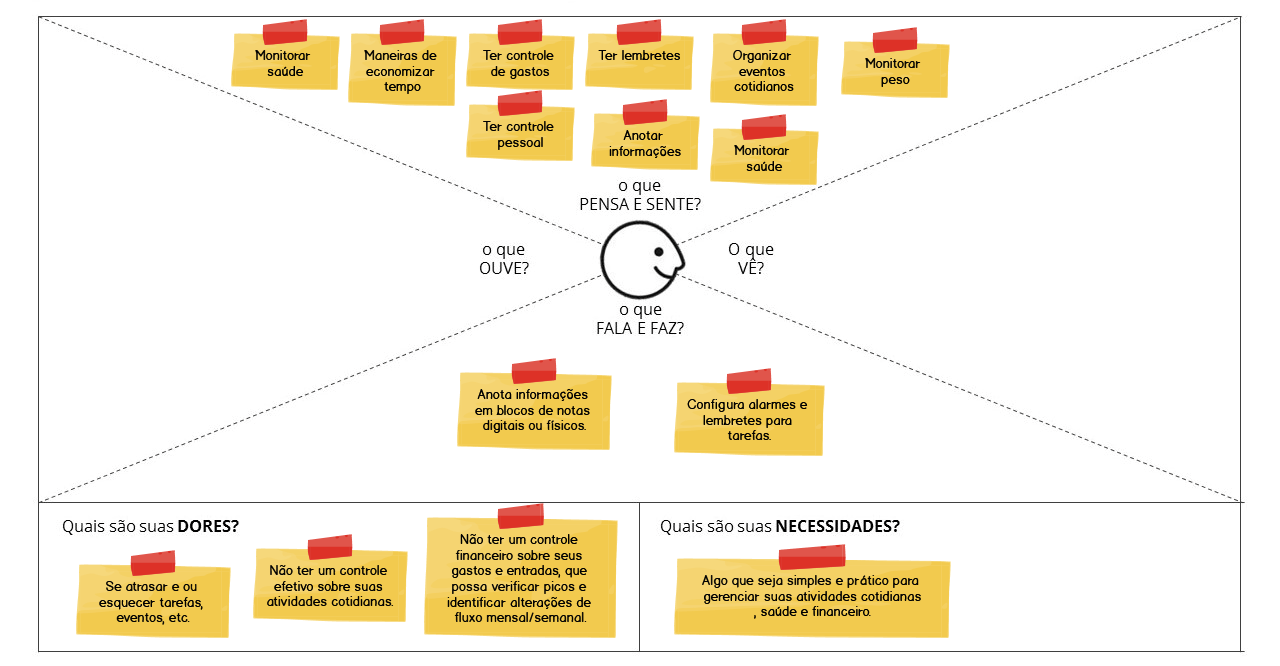 Monitorar
saúde
Maneiras de
economizar
tempo
Ter controle
de gastos
Ter lembretes
Organizar
eventos
cotidianos
Monitorar
peso
Ter controle
pessoal
Anotar
informações
Monitorar
saúde
o que
PENSA E SENTE?
o que
OUVE?
O que
VÊ?
o que
FALA E FAZ?
Anota informações
em blocos de notas
digitais ou físicos.
Configura alarmes e
lembretes para
tarefas.
Quais são suas DORES?
Se atrasar e ou
esquecer tarefas,
eventos, etc.
Não ter um controle
efetivo sobre suas
atividades cotidianas.
Não ter um controle
financeiro sobre seus
gastos e entradas, que
possa verificar picos e
identificar alterações de
fluxo mensal/semanal.
Quais são suas NECESSIDADES?
Algo que seja simples e prático para
gerenciar suas atividades cotidianas
, saúde e financeiro.